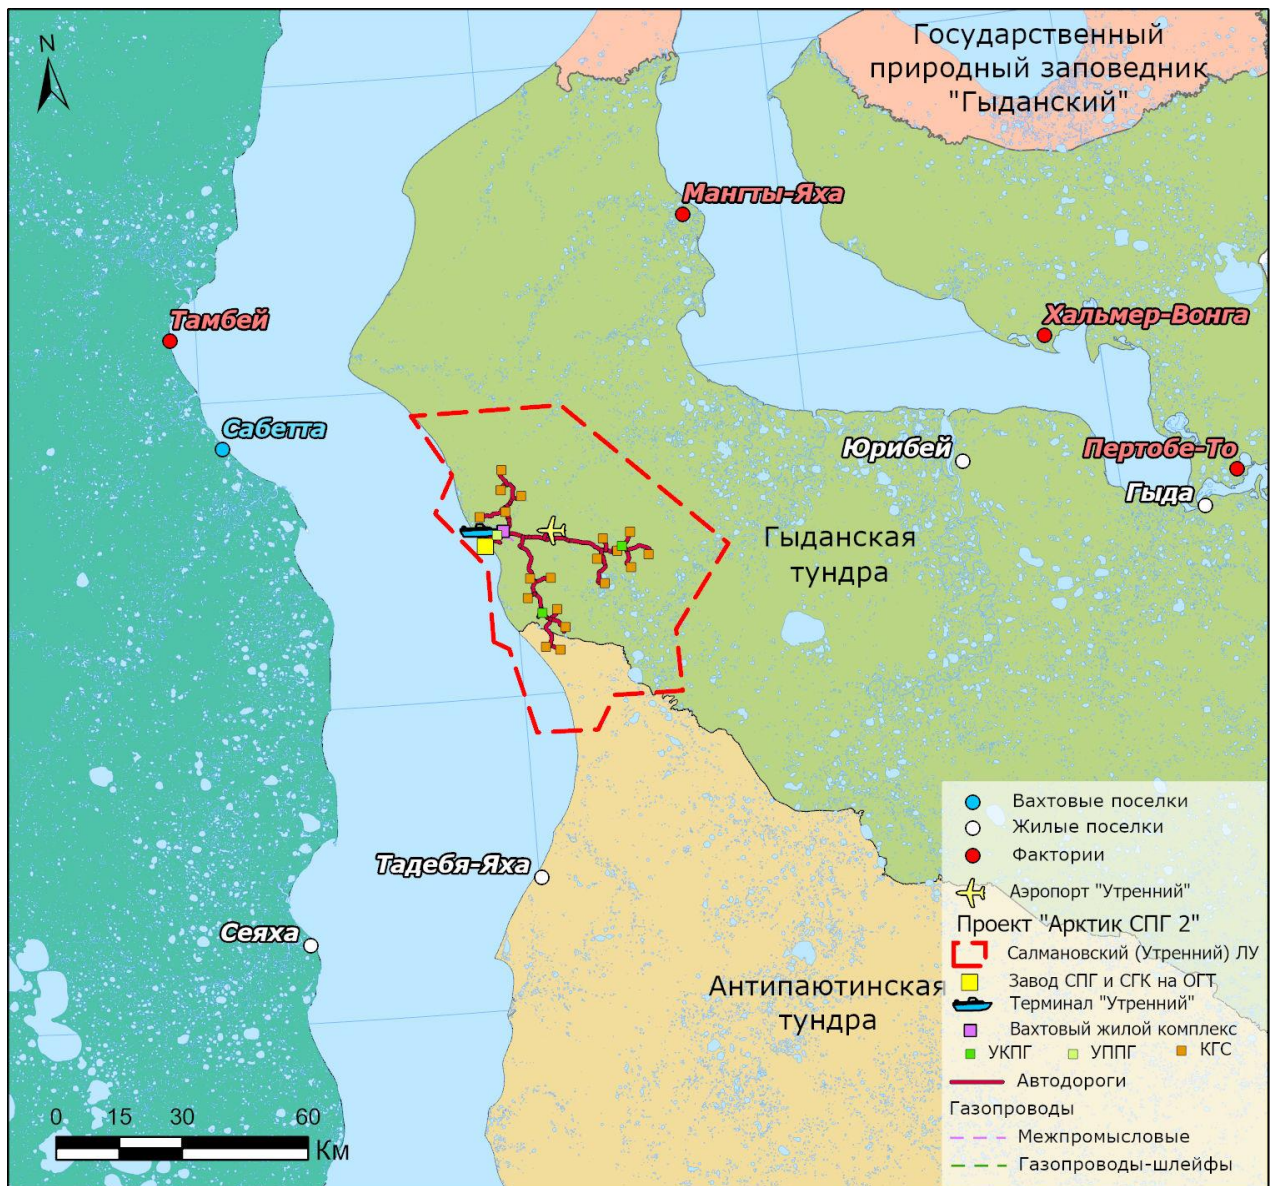 Государственный
природный заповедник
"Гыданский"
N
Мангты-Яха
Тамбей
Хальмер-Вонга
Сабетта
Юрибей
Пертобе-То
Гыда
Гыданская
тундра
Тадебя-Яха
Сеяха
Антипаютинская
тундра
Вахтовые поселки
Жилые поселки
Фактории
Аэропорт "Утренний"
Проект "Арктик СПГ 2"
Салмановский (Утренний) ЛУ
Завод СПГ и СГК на ОГТ
Терминал "Утренний"
Вахтовый жилой комплекс
УКПГ УППГ КГС
Автодороги
Газопроводы
Межпромысловые
Газопроводы-шлейфы
0 15 30 60
Км